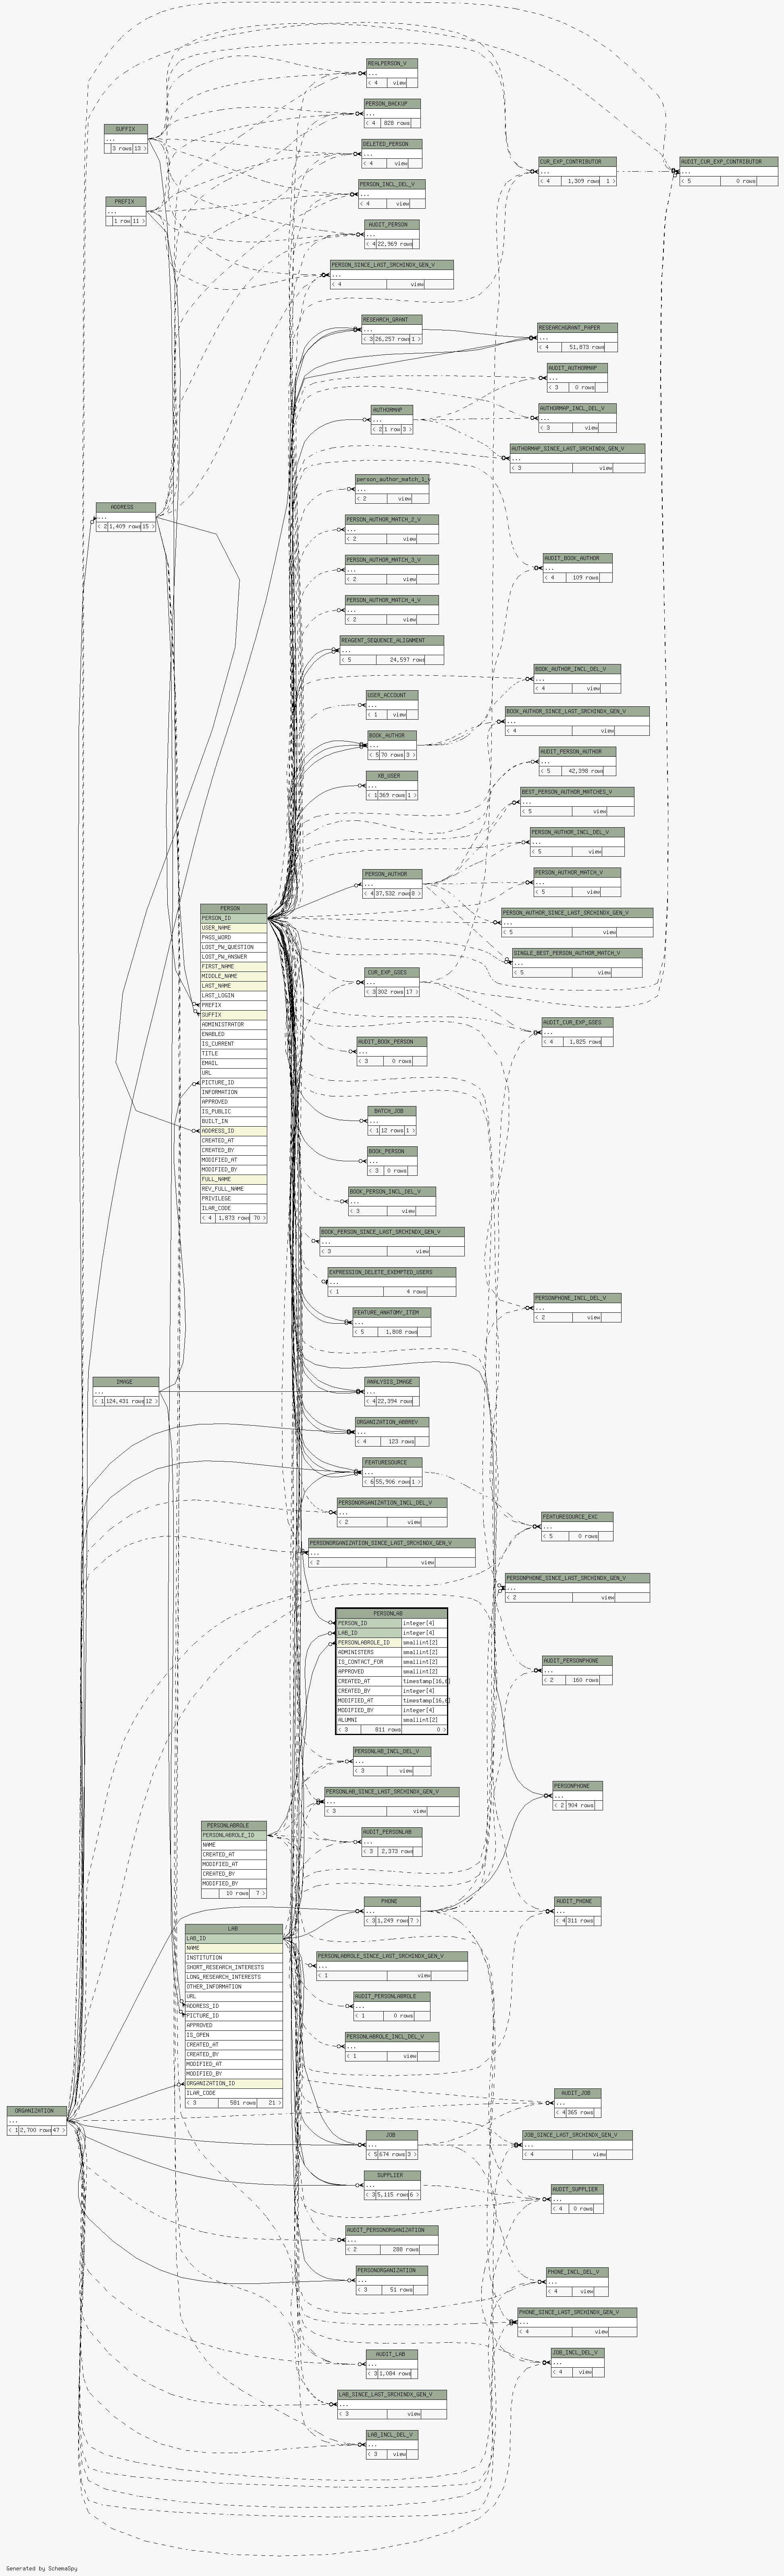 REALPERSON_V
...
< 4 view
PERSON_BACKUP
...
< 4 828 rows
SUFFIX
...
3 rows 13 >
DELETED_PERSON
...
< 4 view
CUR_EXP_CONTRIBUTOR
...
< 4 1,309 rows 1 >
AUDIT_CUR_EXP_CONTRIBUTOR
...
< 5 0 rows
PERSON_INCL_DEL_V
...
< 4 view
PREFIX
...
1 row 11 >
AUDIT_PERSON
...
< 4 22,969 rows
PERSON_SINCE_LAST_SRCHINDX_GEN_V
...
< 4 view
RESEARCH_GRANT
...
< 3 26,257 rows 1 >
RESEARCHGRANT_PAPER
...
< 4 51,873 rows
AUDIT_AUTHORMAP
...
< 3 0 rows
AUTHORMAP
...
< 2 1 row 3 >
AUTHORMAP_INCL_DEL_V
...
< 3 view
AUTHORMAP_SINCE_LAST_SRCHINDX_GEN_V
...
< 3 view
person_author_match_1_v
...
< 2 view
ADDRESS
...
< 2 1,409 rows 15 >
PERSON_AUTHOR_MATCH_2_V
...
< 2 view
PERSON_AUTHOR_MATCH_3_V
...
< 2 view
AUDIT_BOOK_AUTHOR
...
< 4 109 rows
PERSON_AUTHOR_MATCH_4_V
...
< 2 view
REAGENT_SEQUENCE_ALIGNMENT
...
< 5 24,597 rows
BOOK_AUTHOR_INCL_DEL_V
...
< 4 view
USER_ACCOUNT
...
< 1 view
BOOK_AUTHOR_SINCE_LAST_SRCHINDX_GEN_V
...
< 4 view
BOOK_AUTHOR
...
< 5 70 rows 3 >
AUDIT_PERSON_AUTHOR
...
< 5 42,398 rows
XB_USER
...
< 1 369 rows 1 >
BEST_PERSON_AUTHOR_MATCHES_V
...
< 5 view
PERSON_AUTHOR_INCL_DEL_V
...
< 5 view
PERSON_AUTHOR
...
< 4 37,532 rows 8 >
PERSON_AUTHOR_MATCH_V
...
< 5 view
PERSON_AUTHOR_SINCE_LAST_SRCHINDX_GEN_V
...
< 5 view
SINGLE_BEST_PERSON_AUTHOR_MATCH_V
...
< 5 view
PERSON
PERSON_ID
USER_NAME
PASS_WORD
LOST_PW_QUESTION
LOST_PW_ANSWER
FIRST_NAME
MIDDLE_NAME
LAST_NAME
LAST_LOGIN
PREFIX
SUFFIX
ADMINISTRATOR
ENABLED
IS_CURRENT
TITLE
EMAIL
URL
PICTURE_ID
INFORMATION
APPROVED
IS_PUBLIC
BUILT_IN
ADDRESS_ID
CREATED_AT
CREATED_BY
MODIFIED_AT
MODIFIED_BY
FULL_NAME
REV_FULL_NAME
PRIVILEGE
ILAR_CODE
< 4 1,873 rows 70 >
CUR_EXP_GSES
...
< 3 302 rows 17 >
AUDIT_CUR_EXP_GSES
...
< 4 1,825 rows
AUDIT_BOOK_PERSON
...
< 3 0 rows
BATCH_JOB
...
< 1 12 rows 1 >
BOOK_PERSON
...
< 3 0 rows
BOOK_PERSON_INCL_DEL_V
...
< 3 view
BOOK_PERSON_SINCE_LAST_SRCHINDX_GEN_V
...
< 3 view
EXPRESSION_DELETE_EXEMPTED_USERS
...
< 1 4 rows
PERSONPHONE_INCL_DEL_V
...
< 2 view
FEATURE_ANATOMY_ITEM
...
< 5 1,808 rows
IMAGE
...
< 1 124,431 rows 12 >
ANALYSIS_IMAGE
...
< 4 22,394 rows
ORGANIZATION_ABBREV
...
< 4 123 rows
FEATURESOURCE
...
< 6 55,906 rows 1 >
PERSONORGANIZATION_INCL_DEL_V
...
< 2 view
FEATURESOURCE_EXC
...
< 5 0 rows
PERSONORGANIZATION_SINCE_LAST_SRCHINDX_GEN_V
...
< 2 view
PERSONPHONE_SINCE_LAST_SRCHINDX_GEN_V
...
< 2 view
PERSONLAB
PERSON_ID integer[4]
LAB_ID integer[4]
PERSONLABROLE_ID smallint[2]
ADMINISTERS smallint[2]
IS_CONTACT_FOR smallint[2]
APPROVED smallint[2]
CREATED_AT timestamp[16,6]
CREATED_BY integer[4]
MODIFIED_AT timestamp[16,6]
MODIFIED_BY integer[4]
ALUMNI smallint[2]
< 3 811 rows 0 >
AUDIT_PERSONPHONE
...
< 2 160 rows
PERSONLAB_INCL_DEL_V
...
< 3 view
PERSONPHONE
...
< 2 904 rows
PERSONLAB_SINCE_LAST_SRCHINDX_GEN_V
...
< 3 view
PERSONLABROLE
PERSONLABROLE_ID
NAME
CREATED_AT
MODIFIED_AT
CREATED_BY
MODIFIED_BY
10 rows 7 >
AUDIT_PERSONLAB
...
< 3 2,373 rows
PHONE
...
< 3 1,249 rows 7 >
AUDIT_PHONE
...
< 4 311 rows
LAB
LAB_ID
NAME
INSTITUTION
SHORT_RESEARCH_INTERESTS
LONG_RESEARCH_INTERESTS
OTHER_INFORMATION
URL
ADDRESS_ID
PICTURE_ID
APPROVED
IS_OPEN
CREATED_AT
CREATED_BY
MODIFIED_AT
MODIFIED_BY
ORGANIZATION_ID
ILAR_CODE
< 3 581 rows 21 >
PERSONLABROLE_SINCE_LAST_SRCHINDX_GEN_V
...
< 1 view
AUDIT_PERSONLABROLE
...
< 1 0 rows
PERSONLABROLE_INCL_DEL_V
...
< 1 view
ORGANIZATION
...
< 1 2,700 rows 47 >
AUDIT_JOB
...
< 4 365 rows
JOB
...
< 5 674 rows 3 >
JOB_SINCE_LAST_SRCHINDX_GEN_V
...
< 4 view
SUPPLIER
...
< 3 5,115 rows 6 >
AUDIT_SUPPLIER
...
< 4 0 rows
AUDIT_PERSONORGANIZATION
...
< 2 288 rows
PERSONORGANIZATION
...
< 3 51 rows
PHONE_INCL_DEL_V
...
< 4 view
PHONE_SINCE_LAST_SRCHINDX_GEN_V
...
< 4 view
AUDIT_LAB
...
< 3 1,084 rows
JOB_INCL_DEL_V
...
< 4 view
LAB_SINCE_LAST_SRCHINDX_GEN_V
...
< 3 view
LAB_INCL_DEL_V
...
< 3 view
Generated by SchemaSpy